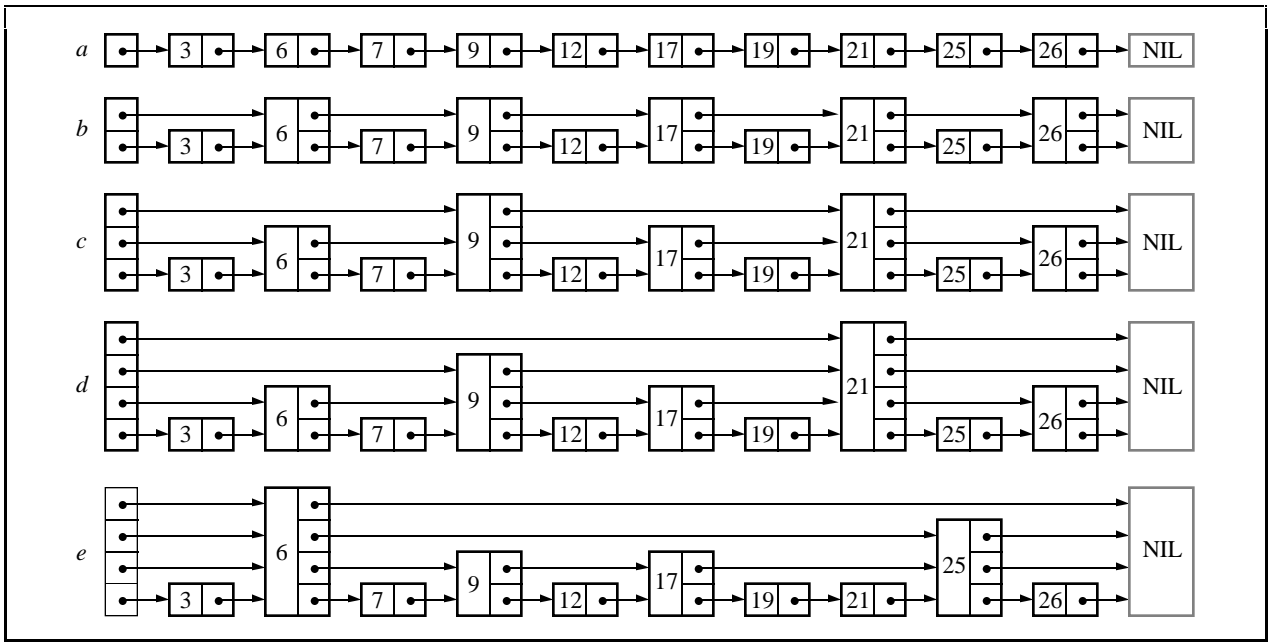 a 3 6 7 9 12 17 19 21 25 26 NIL
b 3 6 7 9 12 17 19 21 25 26 NIL
c 3 6 7 9 12 17 19 21 25 26 NIL
d 3 6 7 9 12 17 19 21 25 26 NIL
e 3 6 7 9 12 17 19 21 25 26 NIL